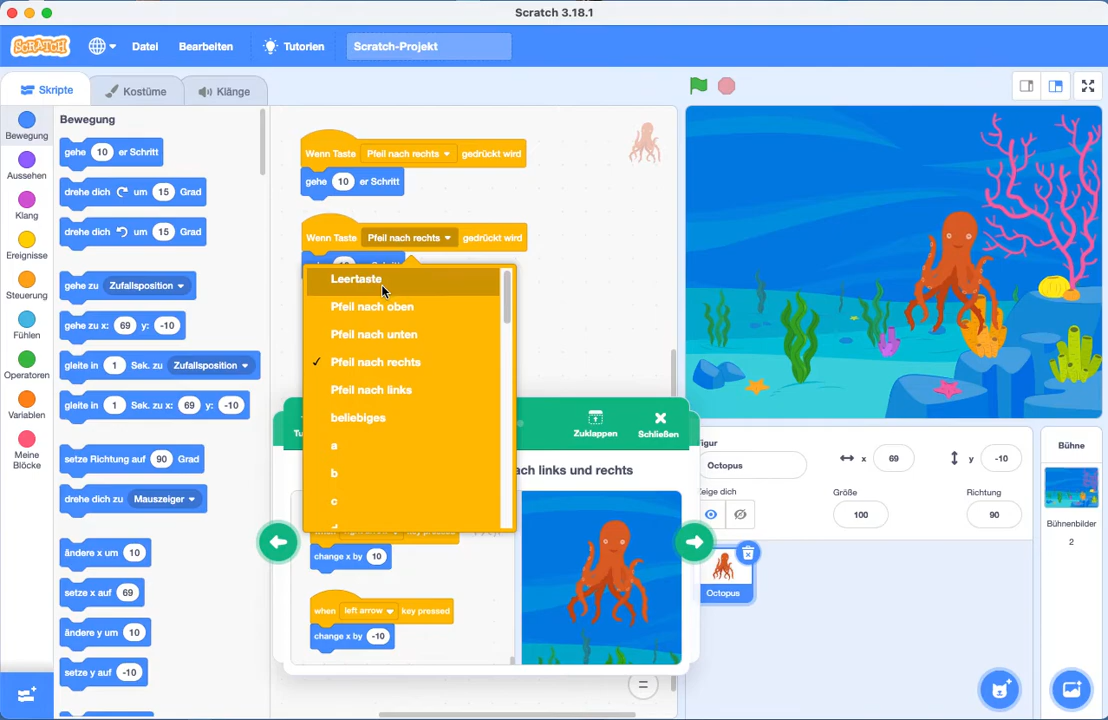 Scratch 3.18.1
SCRATCH
Datei
Bearbeiten
Tutorien
Scratch-Projekt
Skripte
Kostüme
Klänge
Bewegung
Aussehen
Klang
Ereignisse
Steuerung
Fühlen
Operatoren
Variablen
Meine
Blöcke
Bewegung
gehe 10 er Schritt
drehe dich um 15 Grad
drehe dich um 15 Grad
gehe zu Zufallsposition
gehe zu x: 69 y: -10
gleite in 1 Sek. zu Zufallsposition
gleite in 1 Sek. zu x: 69 y: -10
setze Richtung auf 90 Grad
drehe dich zu Mauszeiger
ändere x um 10
setze x auf 69
ändere y um 10
setze y auf -10
Wenn Taste Pfeil nach rechts gedrückt wird
gehe 10 er Schritt
Wenn Taste Pfeil nach rechts gedrückt wird
Leertaste
Pfeil nach oben
Pfeil nach unten
Pfeil nach rechts
Pfeil nach links
beliebiges
a
b
c
Zuklappen
Schließen
ch links und rechts
change x by 10
when left arrow key pressed
change x by -10
Figur
Octopus
x 69
y -10
Zeige dich
Größe
100
Richtung
90
Octopus
Bühne
Bühnenbilder
2